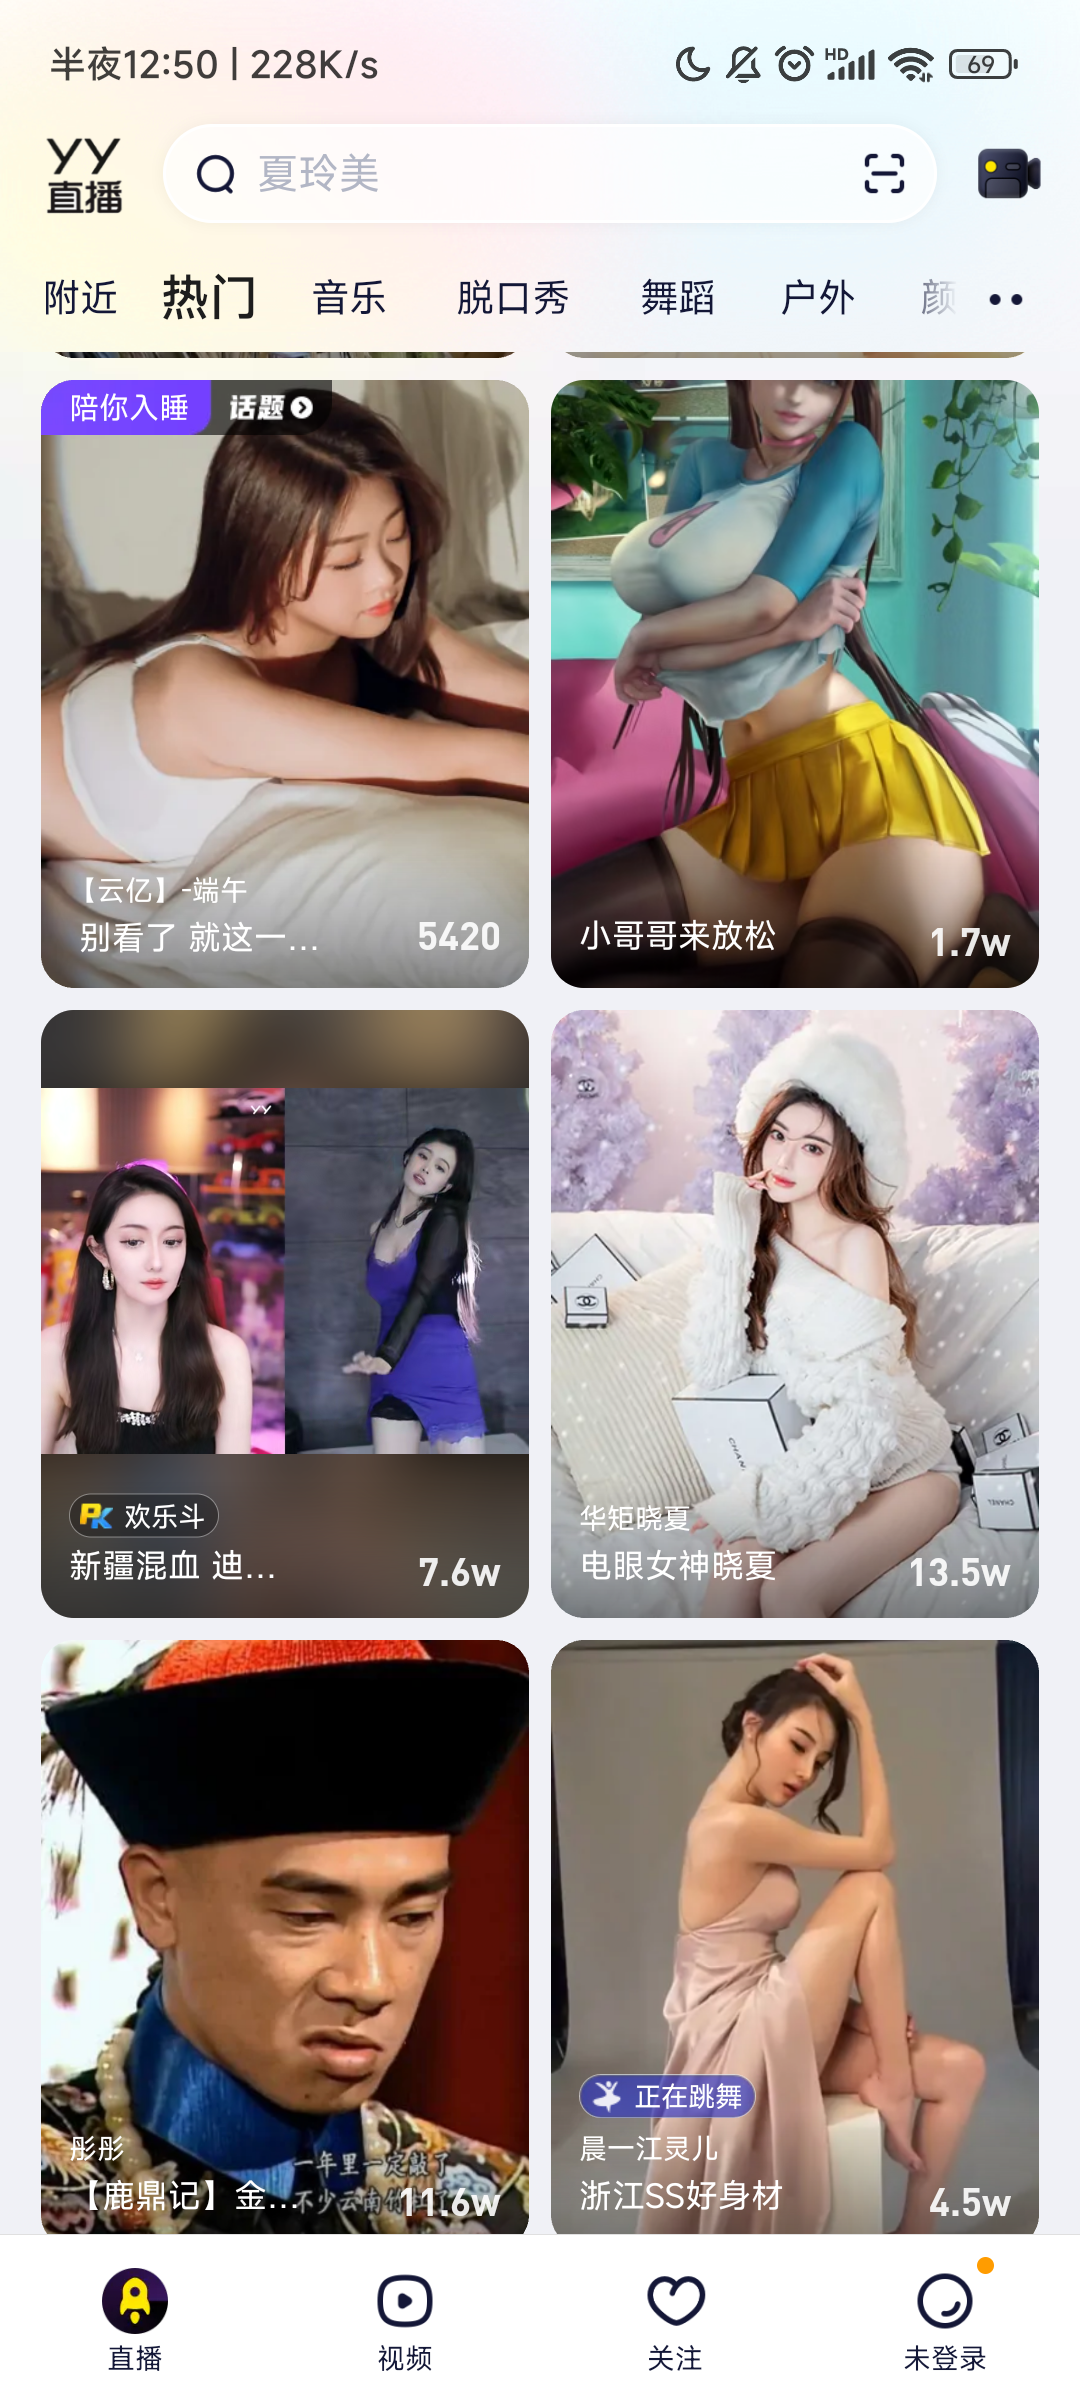 半夜12:50 | 228K/s
HD
69
YY
直播
夏玲美
附近
热门
音乐
脱口秀
舞蹈
户外
颜
陪你入睡
话题
【云亿】-端午
别看了 就这一...
5420
小哥哥来放松
1.7w
YY
PK 欢乐斗
新疆混血 迪...
7.6w
CHAN
CHANEL
华矩晓夏
电眼女神晓夏
13.5w
一年里一定敲了
彤彤
【鹿鼎记】金...
11.6w
正在跳舞
晨一江灵儿
浙江SS好身材
4.5w
直播
视频
关注
未登录